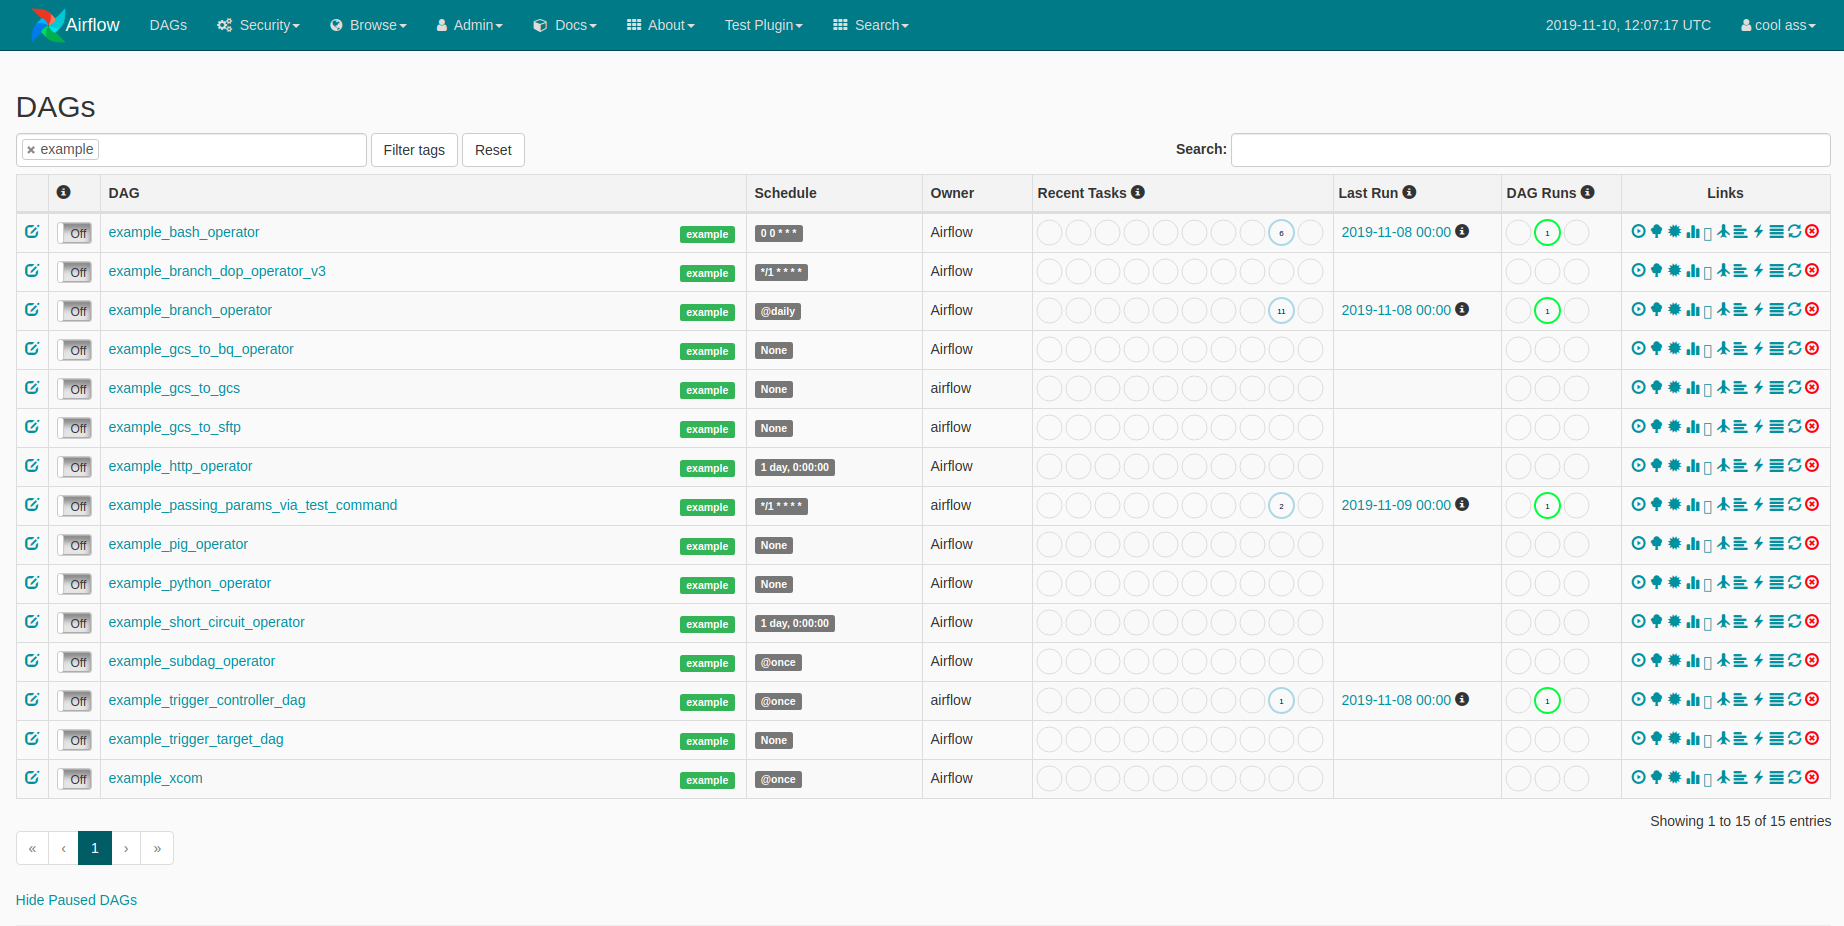 Airflow DAGs Security Browse Admin Docs About Test Plugin Search 2019-11-10, 12:07:17 UTC cool ass
DAGs
example Filter tags Reset Search:
DAG Schedule Owner Recent Tasks Last Run DAG Runs Links
Off example_bash_operator example 0 0 * * * Airflow 6 2019-11-08 00:00 1
Off example_branch_dop_operator_v3 example */1 * * * * Airflow
Off example_branch_operator example @daily Airflow 11 2019-11-08 00:00 1
Off example_gcs_to_bq_operator example None Airflow
Off example_gcs_to_gcs example None airflow
Off example_gcs_to_sftp example None airflow
Off example_http_operator example 1 day, 0:00:00 Airflow
Off example_passing_params_via_test_command example */1 * * * * airflow 2 2019-11-09 00:00 1
Off example_pig_operator example None Airflow
Off example_python_operator example None Airflow
Off example_short_circuit_operator example 1 day, 0:00:00 Airflow
Off example_subdag_operator example @once Airflow
Off example_trigger_controller_dag example @once airflow 1 2019-11-08 00:00 1
Off example_trigger_target_dag example None Airflow
Off example_xcom example @once Airflow
Showing 1 to 15 of 15 entries
« ‹ 1 › »
Hide Paused DAGs